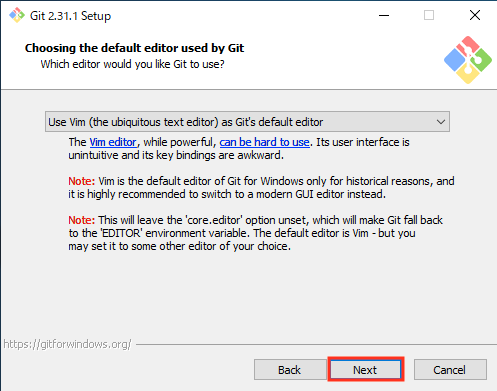 Git 2.31.1 Setup
Choosing the default editor used by Git
Which editor would you like Git to use?
Use Vim (the ubiquitous text editor) as Git's default editor
The Vim editor, while powerful, can be hard to use. Its user interface is
unintuitive and its key bindings are awkward.
Note: Vim is the default editor of Git for Windows only for historical reasons, and
it is highly recommended to switch to a modern GUI editor instead.
Note: This will leave the 'core.editor' option unset, which will make Git fall back
to the 'EDITOR' environment variable. The default editor is Vim - but you
may set it to some other editor of your choice.
https://gitforwindows.org/
Back
Next
Cancel